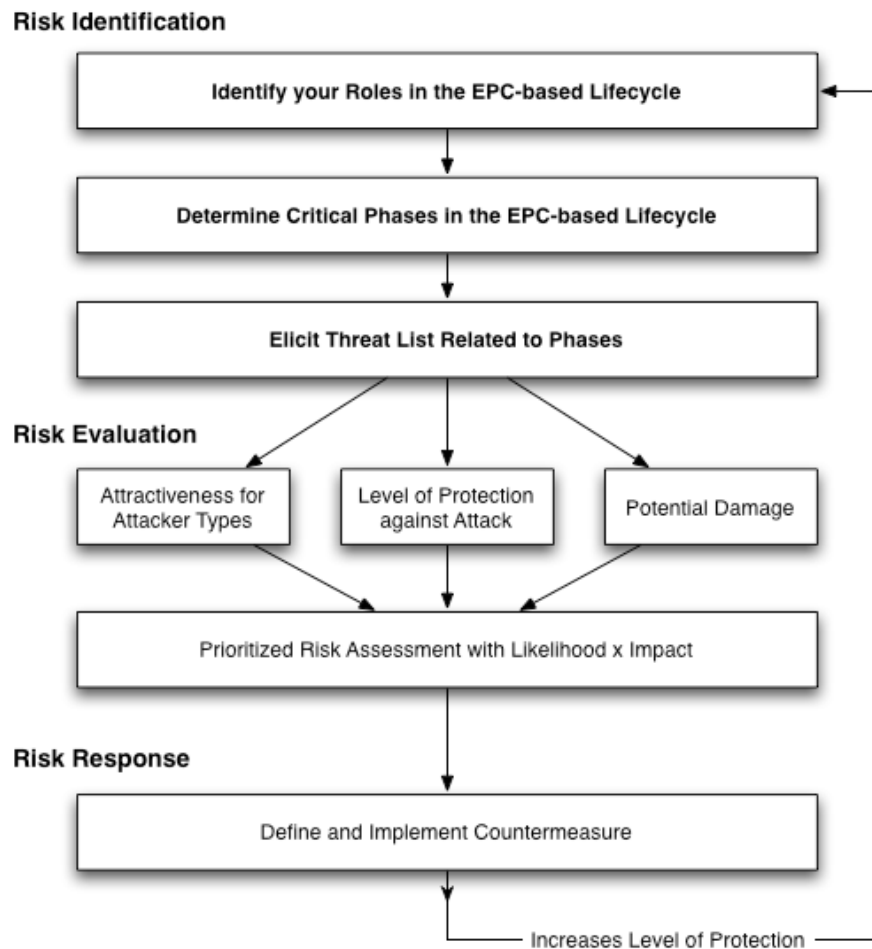 Risk Identification
Identify your Roles in the EPC-based Lifecycle
Determine Critical Phases in the EPC-based Lifecycle
Elicit Threat List Related to Phases
Risk Evaluation
Attractiveness for
Attacker Types
Level of Protection
against Attack
Potential Damage
Prioritized Risk Assessment with Likelihood x Impact
Risk Response
Define and Implement Countermeasure
Increases Level of Protection